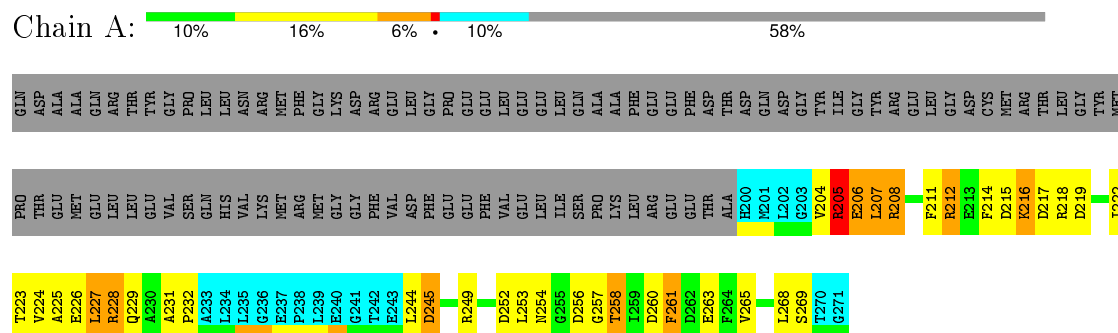 Chain A:
10% 16% 6% • 10% 58%
GLN ASP ALA ALA GLN ARG THR TYR GLY PRO LEU LEU ASN ARG MET PHE GLY LYS ASP ARG GLU LEU GLY PRO GLU GLU LEU GLU GLU LEU GLN ALA ALA PHE GLU GLU PHE ASP THR ASP GLN ASP GLY TYR ILE GLY TYR ARG GLU LEU GLY ASP CYS MET ARG THR LEU GLY TYR MET
PRO THR GLU MET GLU LEU LEU GLU VAL SER GLN HIS VAL LYS MET ARG MET GLY GLY PHE VAL ASP PHE GLU GLU PHE VAL GLU LEU ILE SER PRO LYS LEU ARG GLU GLU THR ALA H200 M201 L202 G203 V204 R205 E206 L207 R208 F211 R212 E213 F214 D215 K216 D217 R218 D219 I222
T223 V224 A225 E226 L227 R228 Q229 A230 A231 P232 A233 L234 L235 G236 E237 P238 L239 E240 G241 T242 E243 L244 D245 R249 D252 L253 N254 G255 D256 G257 T258 I259 D260 F261 D262 E263 F264 V265 L268 S269 T270 G271